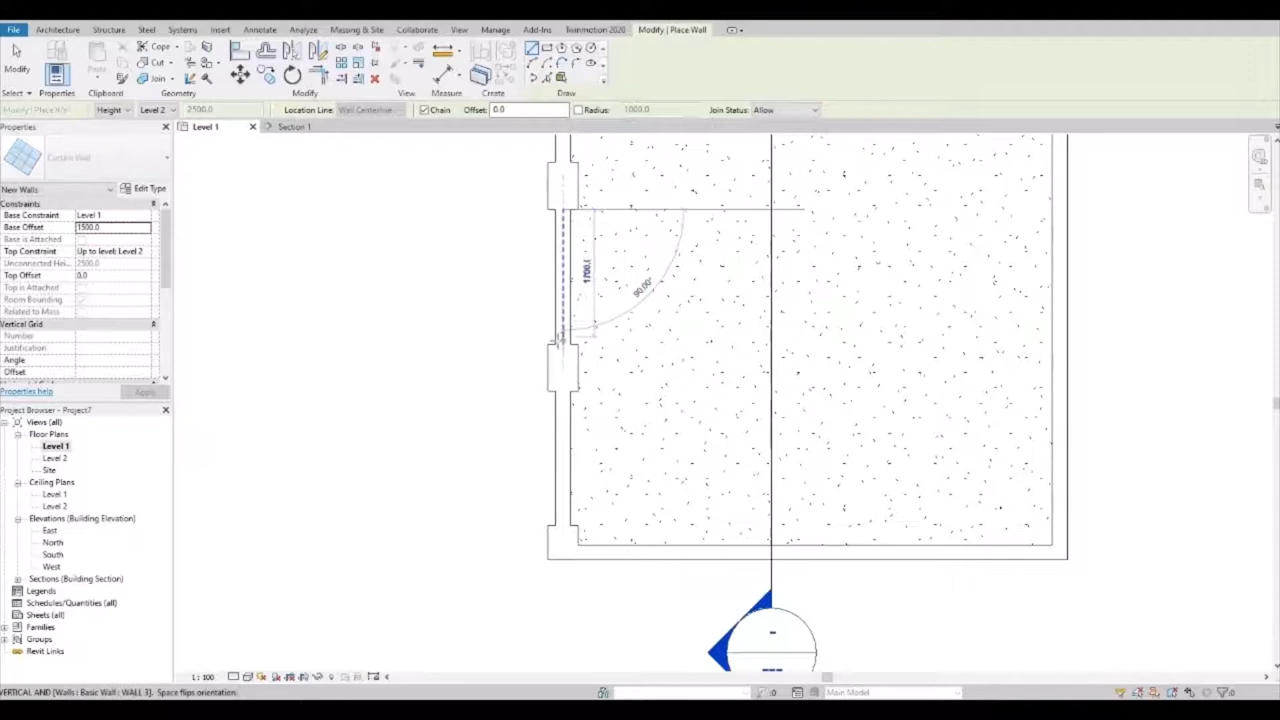 File Architecture Structure Steel Systems Insert Annotate Analyze Massing & Site Collaborate View Manage Add-Ins Twinmotion 2020 Modify | Place Wall
Cope
Modify Cut
Paste Join
Select Properties Clipboard Geometry Modify View Measure Create Draw
Height Level 2 2500.0 Location Line: Wall Centerline Chain Offset: 0.0 Radius: 1000.0 Join Status: Allow
Properties Level 1 Section 1
Curtain Wall
New Walls Edit Type
Constraints
Base Constraint Level 1
Base Offset 1500.0
Base is Attached
Top Constraint Up to level: Level 2
Unconnected Hei... 2500.0
Top Offset 0.0
Top is Attached
Room Bounding
Related to Mass
Vertical Grid
Number
Justification
Angle
Offset
Properties help Apply
Project Browser - Project7
Views (all)
Floor Plans
Level 1
Level 2
Site
Ceiling Plans
Level 1
Level 2
Elevations (Building Elevation)
East
North
South
West
Sections (Building Section)
Legends
Schedules/Quantities (all)
Sheets (all)
Families
Groups
Revit Links
1700.(
90.00°
1 : 100
VERTICAL AND [Walls : Basic Wall : WALL 3]. Space flips orientation. :0 Main Model :0